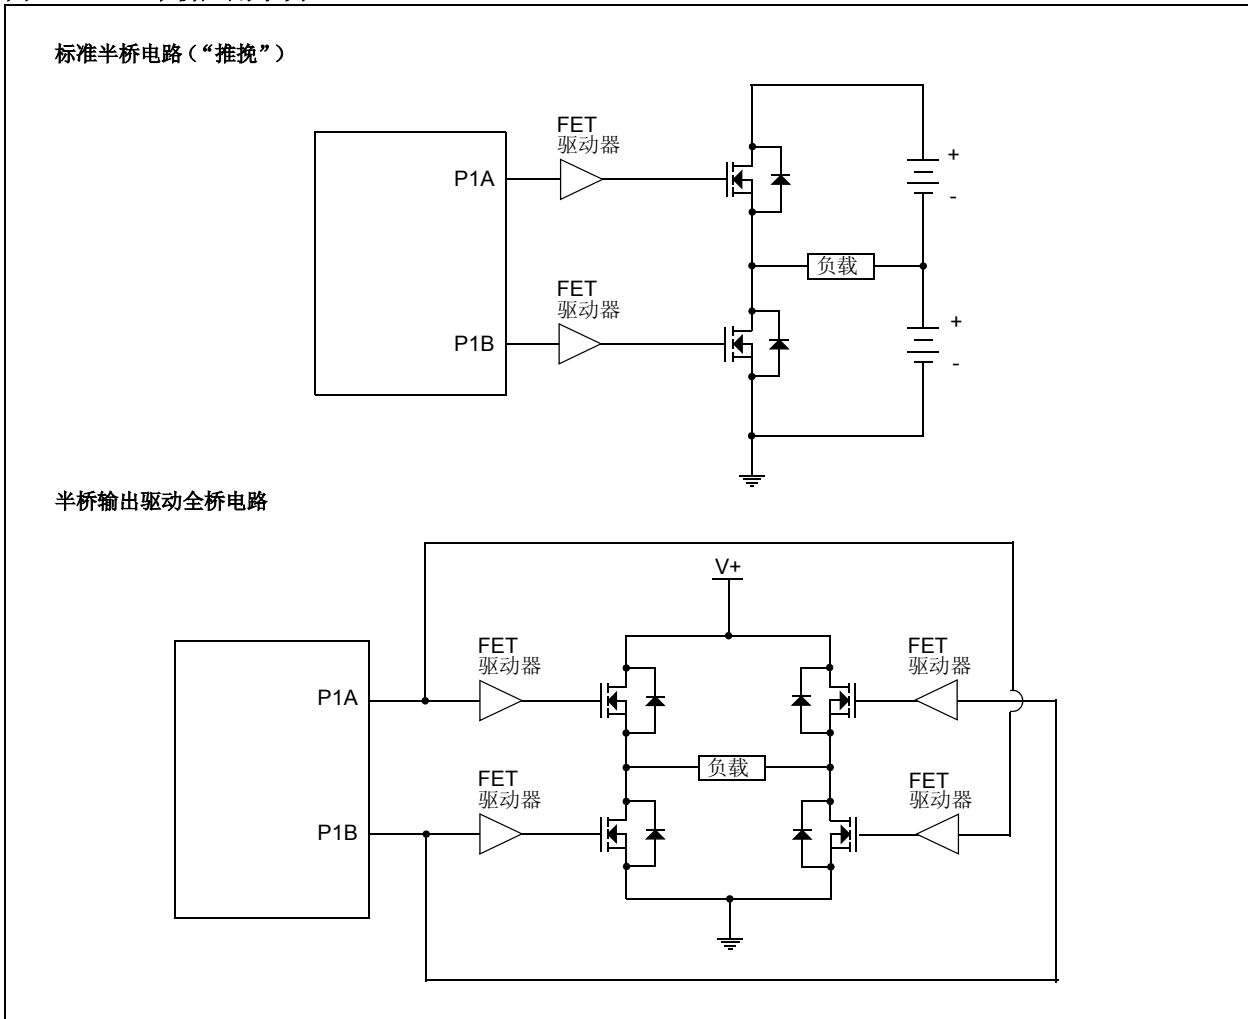 标准半桥电路（“推挽”）
FET
驱动器
P1A
+
-
负载
FET
驱动器
P1B
+
-
半桥输出驱动全桥电路
V+
FET
驱动器
FET
驱动器
P1A
负载
FET
驱动器
FET
驱动器
P1B